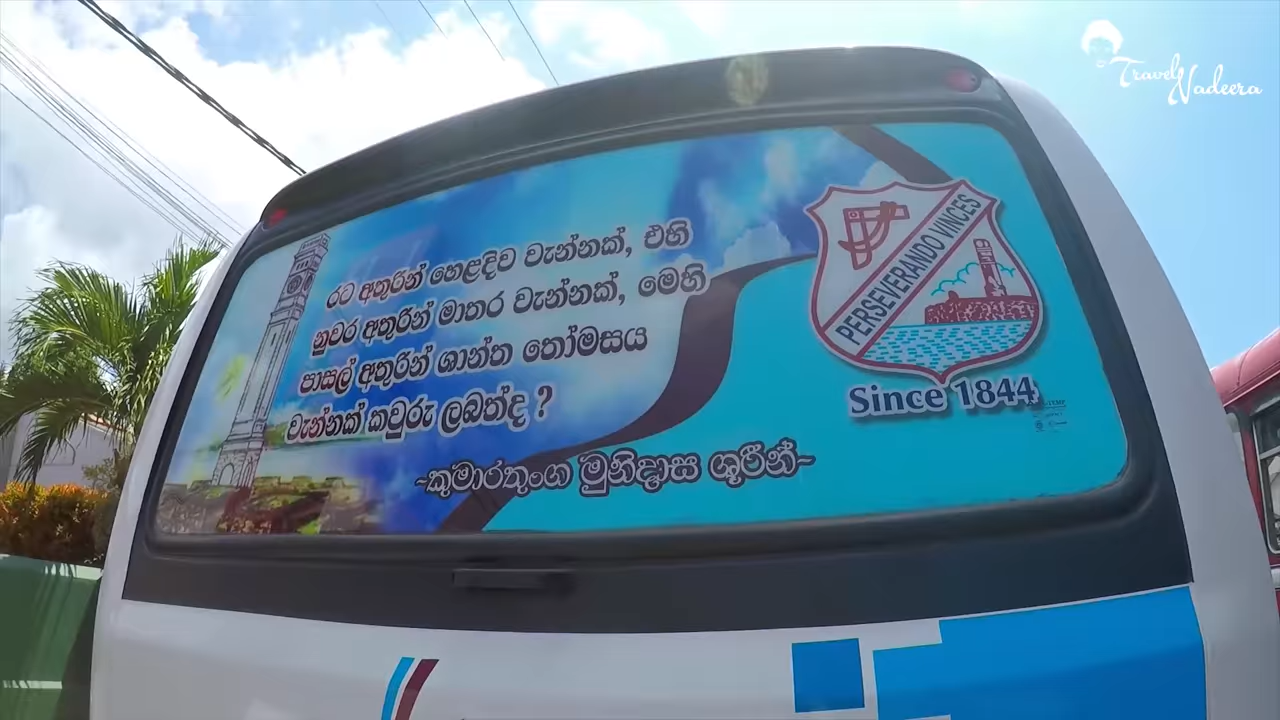 Travel
Nadeera
රට අතුරින් හෙළදිව වැන්නක්, එහි
නුවර අතුරින් මාතර වැන්නක්, මෙහි
පාසල් අතුරින් ශාන්ත තෝමසය
වැන්නක් කවුරු ලබත්ද ?
~කුමාරතුංග මුනිදාස ශූරීන්~
PERSEVERANDO VINCES
Since 1844